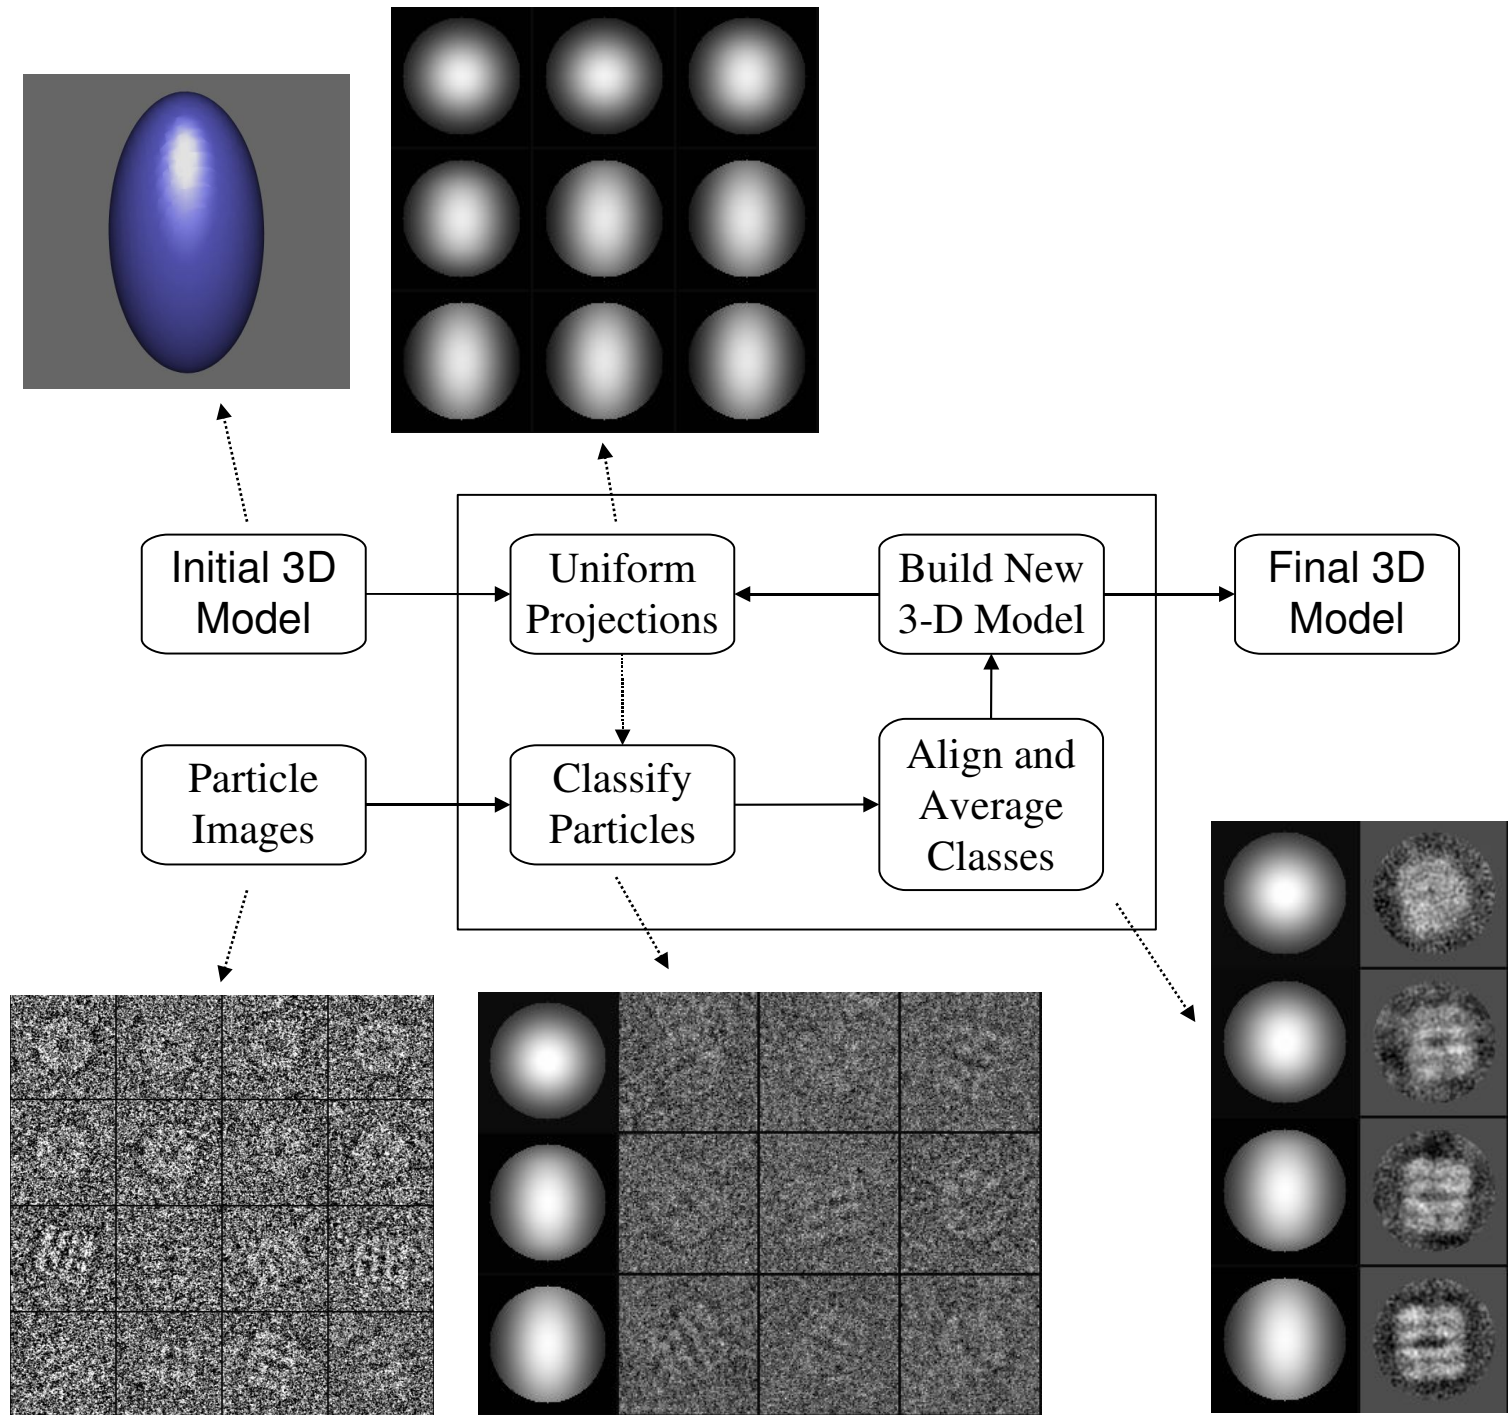 Initial 3D
Model
Uniform
Projections
Build New
3-D Model
Final 3D
Model
Particle
Images
Classify
Particles
Align and
Average
Classes